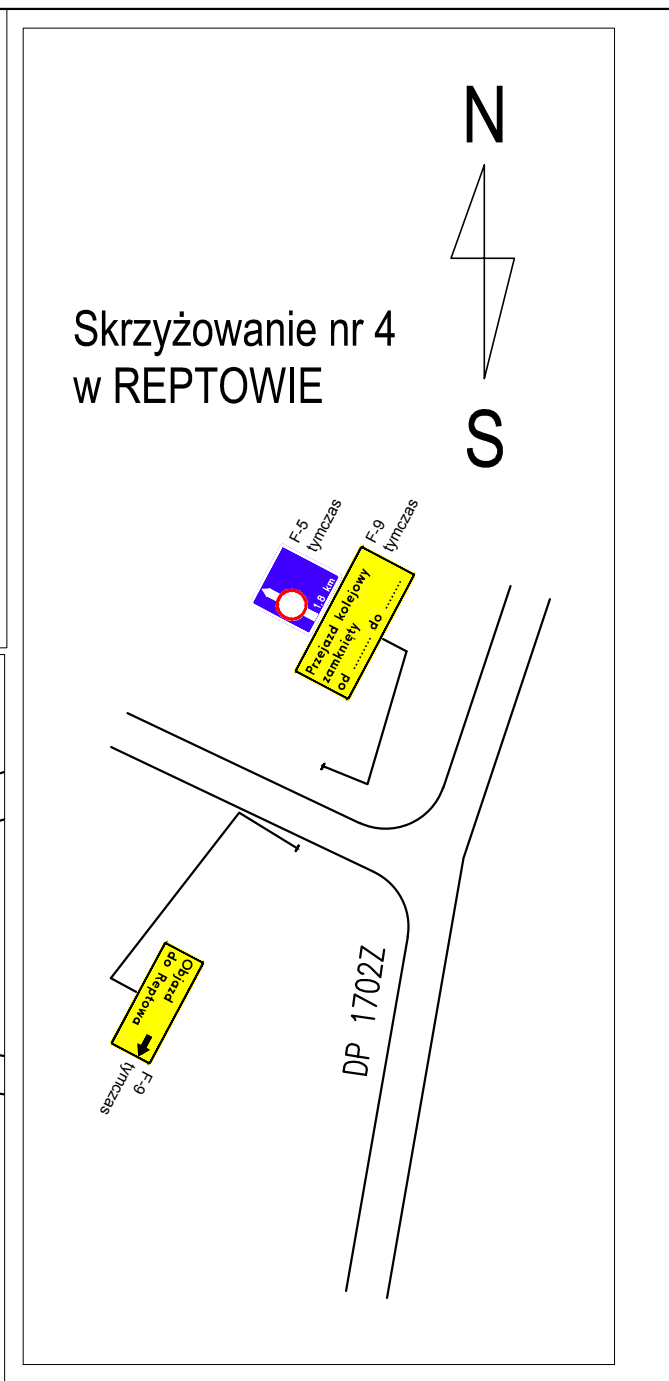 N
Skrzyżowanie nr 4
w REPTOWIE
S
F-5
tymczas
F-9
tymczas
1.8 km
Przejazd kolejowy
zamknięty
od ......... do .........
DP 1702Z
Objazd
do Reptowa
F-9
tymczas